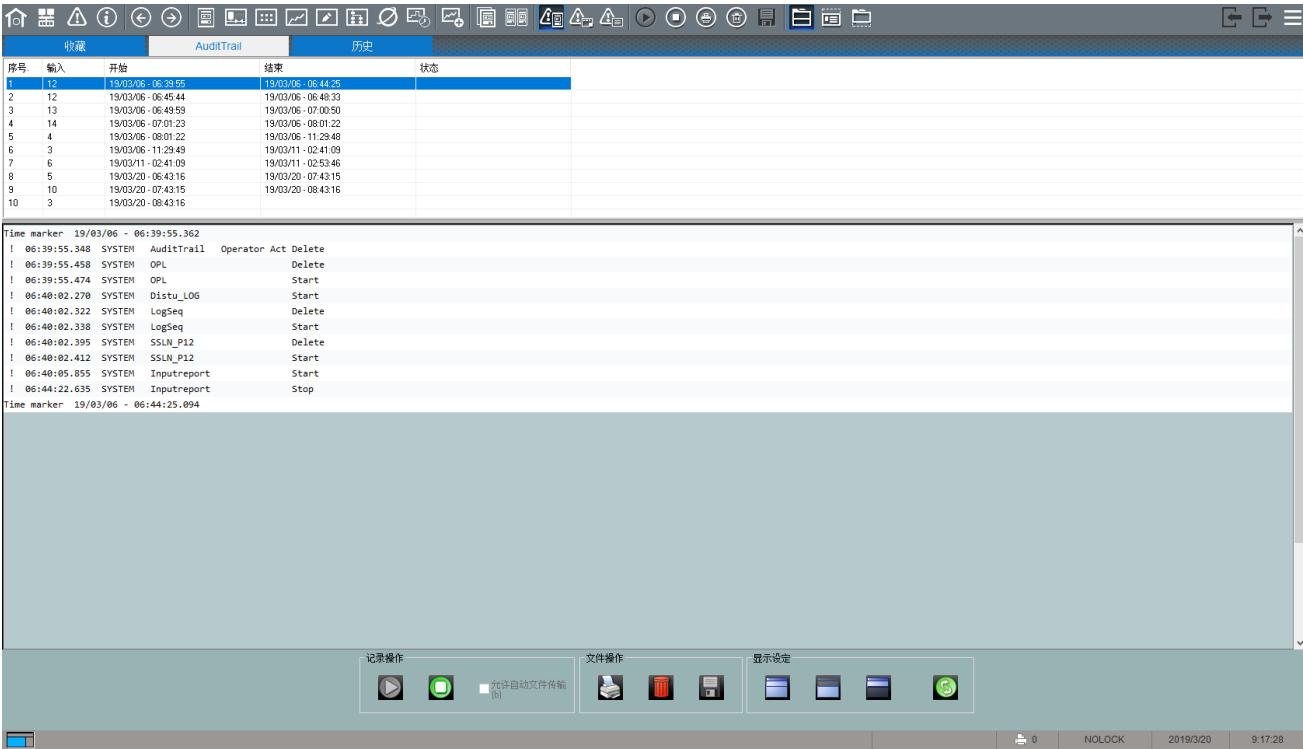 收藏 AuditTrail 历史
序号. 输入 开始 结束 状态
1 12 19/03/06 - 06:39:55 19/03/06 - 06:44:25
2 12 19/03/06 - 06:45:44 19/03/06 - 06:48:33
3 13 19/03/06 - 06:49:59 19/03/06 - 07:00:50
4 14 19/03/06 - 07:01:23 19/03/06 - 08:01:22
5 4 19/03/06 - 08:01:22 19/03/06 - 11:29:48
6 3 19/03/06 - 11:29:49 19/03/11 - 02:41:09
7 6 19/03/11 - 02:41:09 19/03/11 - 02:53:46
8 5 19/03/20 - 06:43:16 19/03/20 - 07:43:15
9 10 19/03/20 - 07:43:15 19/03/20 - 08:43:16
10 3 19/03/20 - 08:43:16
Time marker 19/03/06 - 06:39:55.362
! 06:39:55.348 SYSTEM AuditTrail Operator Act Delete
! 06:39:55.458 SYSTEM OPL Delete
! 06:39:55.474 SYSTEM OPL Start
! 06:40:02.270 SYSTEM Distu_LOG Start
! 06:40:02.322 SYSTEM LogSeq Delete
! 06:40:02.338 SYSTEM LogSeq Start
! 06:40:02.395 SYSTEM SSLN_P12 Delete
! 06:40:02.412 SYSTEM SSLN_P12 Start
! 06:40:05.855 SYSTEM Inputreport Start
! 06:44:22.635 SYSTEM Inputreport Stop
Time marker 19/03/06 - 06:44:25.094
记录操作 文件操作 显示设定
允许自动文件传输
[b]
0 NOLOCK 2019/3/20 9:17:28